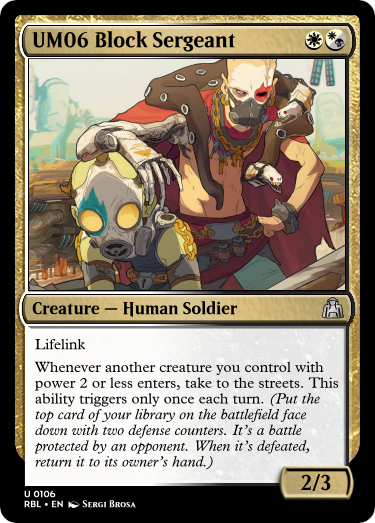 UM06 Block Sergeant
Creature — Human Soldier
Lifelink
Whenever another creature you control with
power 2 or less enters, take to the streets. This
ability triggers only once each turn. (Put the
top card of your library on the battlefield face
down with two defense counters. It's a battle
protected by an opponent. When it's defeated,
return it to its owner's hand.)
2/3
U 0106
RBL • EN Sergi Brosa